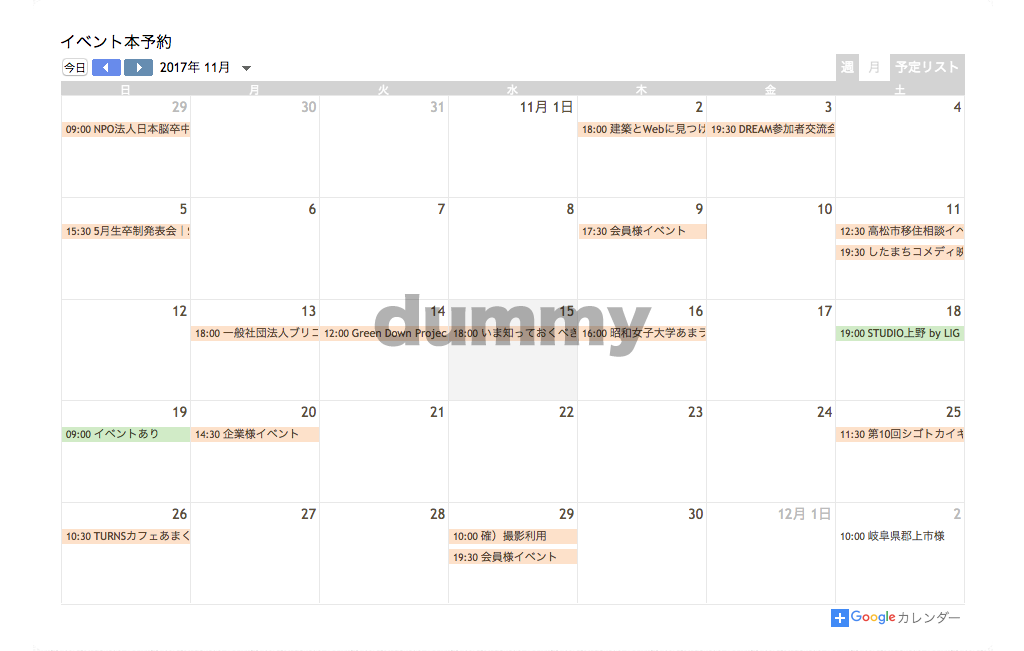 イベント本予約
今日 2017年 11月
週 月 予定リスト
日 月 火 水 木 金 土
29 30 31 11月 1日 2 3 4
09:00 NPO法人日本脳卒中 18:00 建築とWebに見つけ 19:30 DREAM参加者交流会
5 6 7 8 9 10 11
15:30 5月生卒制発表会 | 17:30 会員様イベント 12:30 高松市移住相談イベ
19:30 したまちコメディ映
12 13 14 15 16 17 18
dummy
18:00 一般社団法人プリコ 12:00 Green Down Projec 18:00 いま知っておくべき 16:00 昭和女子大学あまラ 19:00 STUDIO上野 by LIG
19 20 21 22 23 24 25
09:00 イベントあり 14:30 企業様イベント 11:30 第10回シゴトカイギ
26 27 28 29 30 12月 1日 2
10:30 TURNSカフェあまく 10:00 確）撮影利用 10:00 岐阜県郡上市様
19:30 会員様イベント
Googleカレンダー